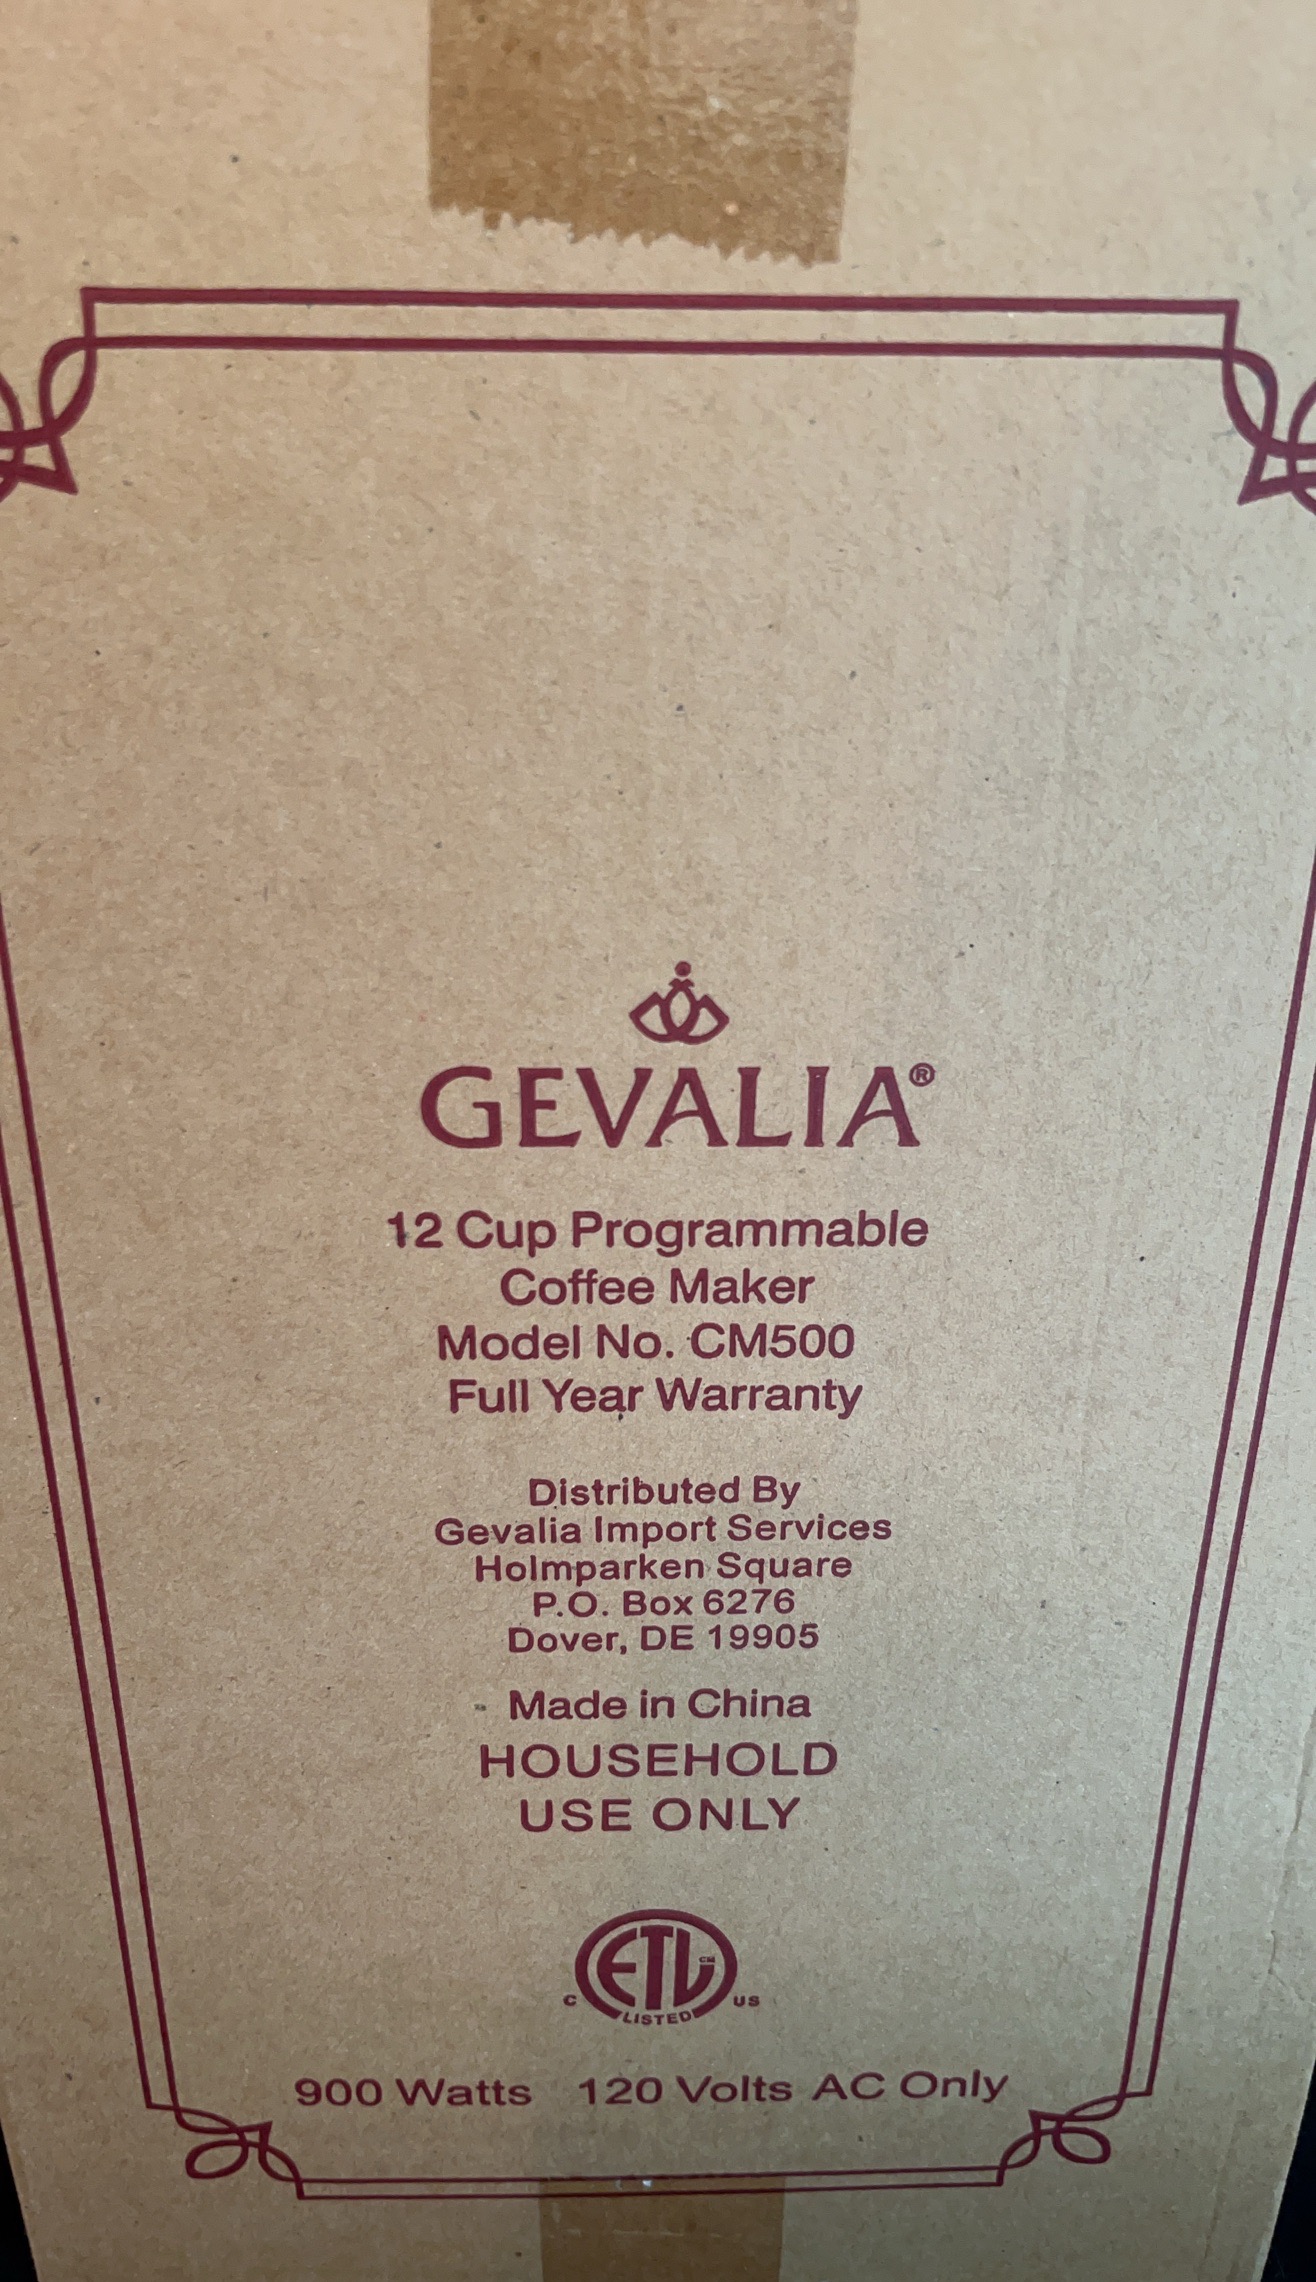 GEVALIA®
12 Cup Programmable
Coffee Maker
Model No. CM500
Full Year Warranty
Distributed By
Gevalia Import Services
Holmparken Square
P.O. Box 6276
Dover, DE 19905
Made in China
HOUSEHOLD
USE ONLY
ETL CM
C LISTED US
900 Watts 120 Volts AC Only